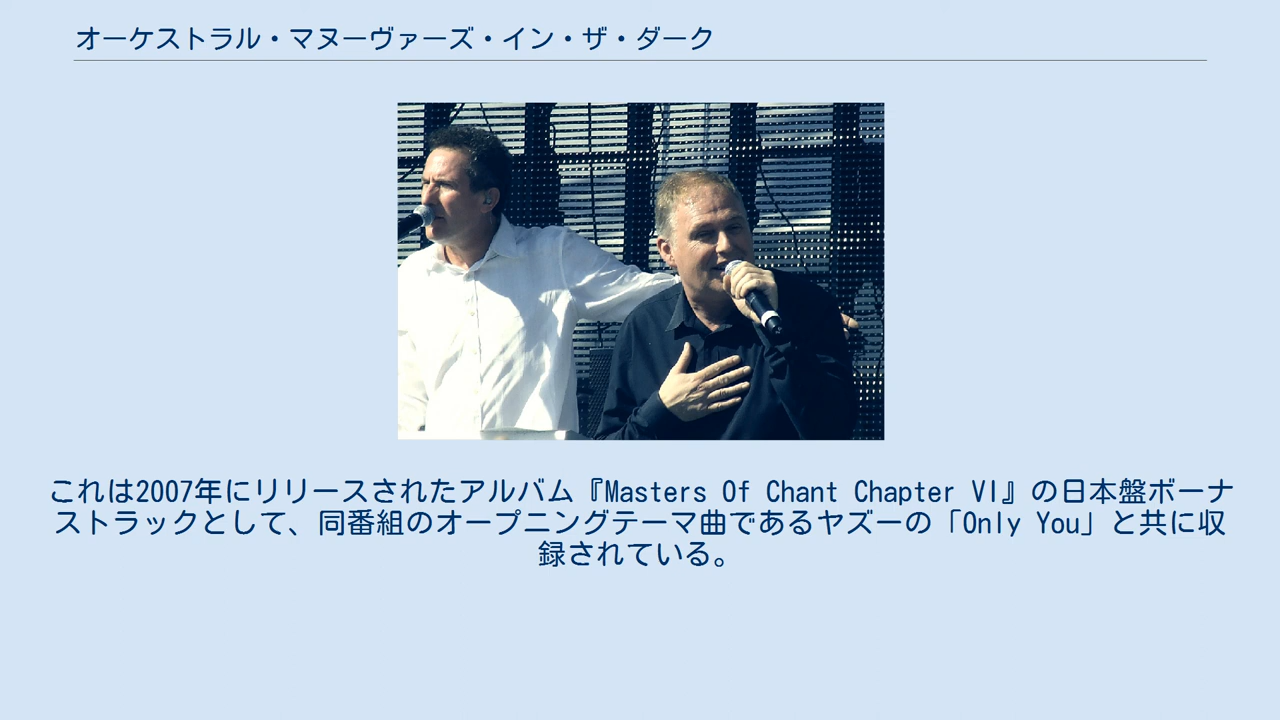 オーケストラル・マヌーヴァーズ・イン・ザ・ダーク
これは2007年にリリースされたアルバム『Masters Of Chant Chapter VI』の日本盤ボーナ
ストラックとして、同番組のオープニングテーマ曲であるヤズーの「Only You」と共に収
録されている。